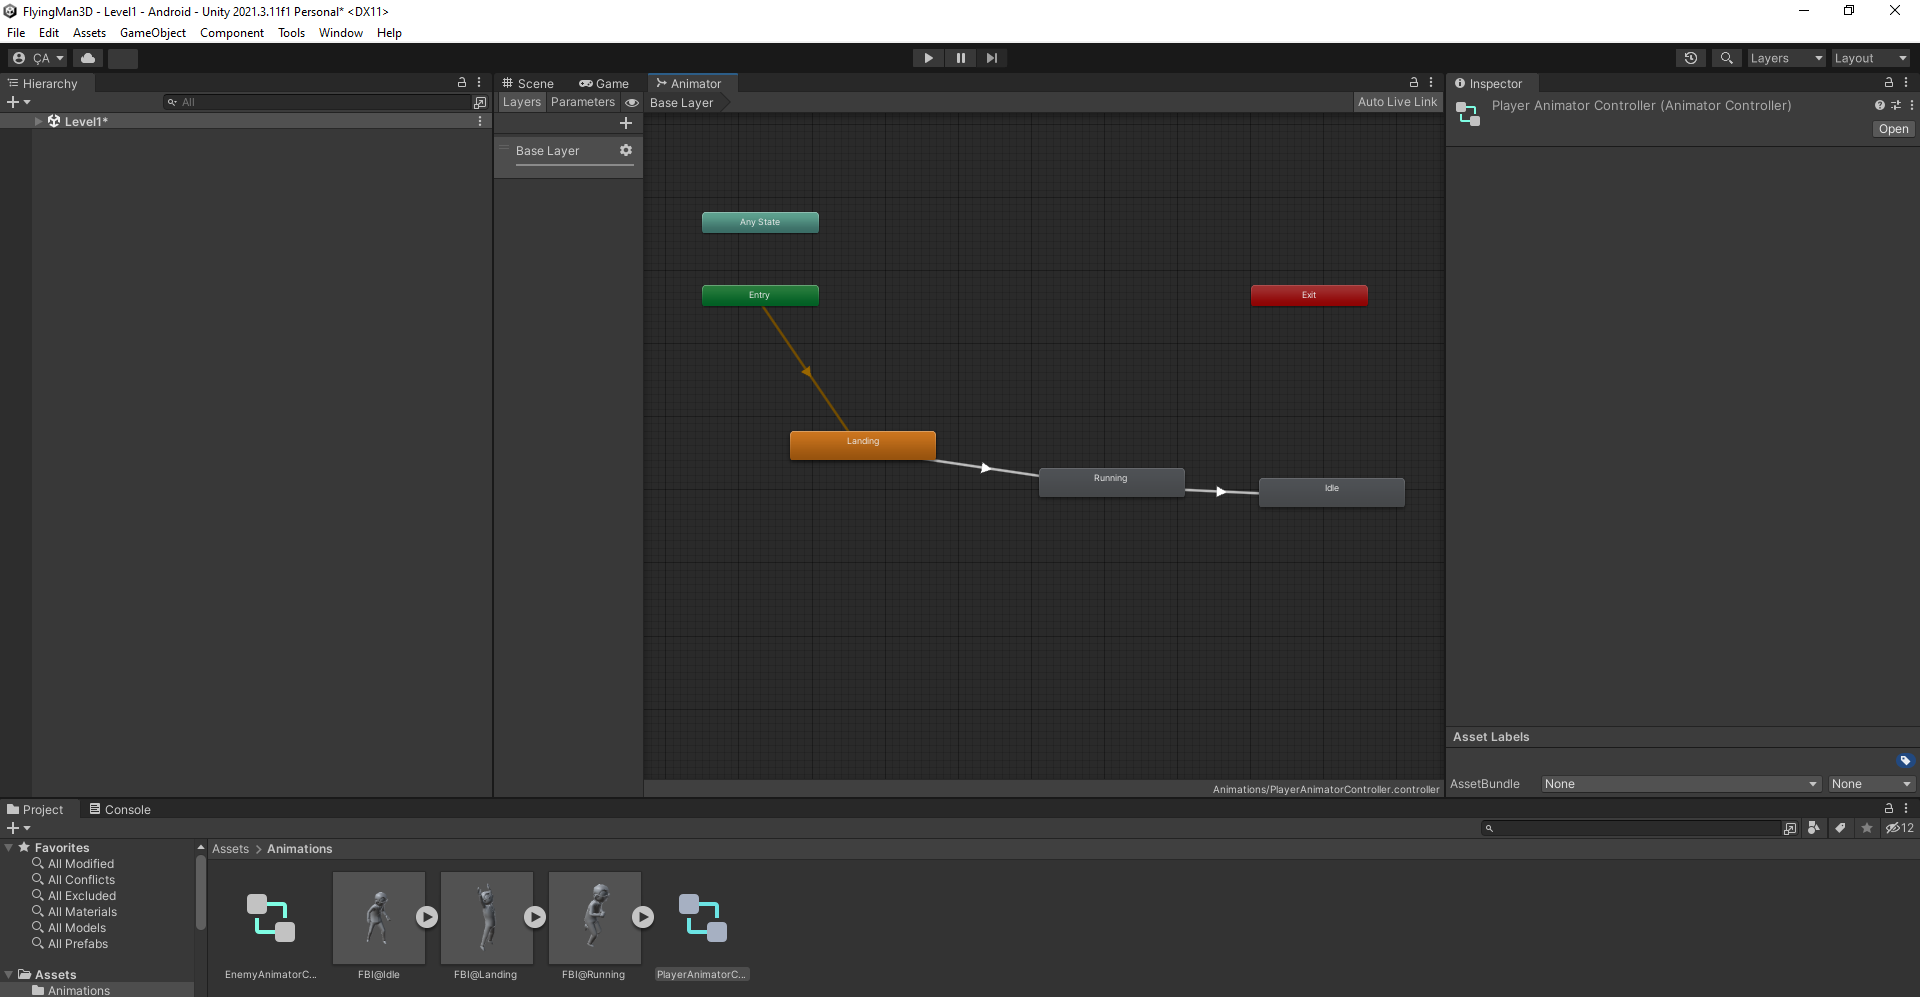 FlyingMan3D - Level1 - Android - Unity 2021.3.11f1 Personal* <DX11>
File Edit Assets GameObject Component Tools Window Help
ÇA Layers Layout
Hierarchy
All
Level1*
Scene Game Animator
Layers Parameters Base Layer Auto Live Link
Base Layer
Any State
Entry
Exit
Landing
Running
Idle
Animations/PlayerAnimatorController.controller
Inspector
Player Animator Controller (Animator Controller)
Open
Asset Labels
AssetBundle None None
Project Console
12
Favorites
All Modified
All Conflicts
All Excluded
All Materials
All Models
All Prefabs
Assets
Animations
Assets > Animations
EnemyAnimatorC... FBI@Idle FBI@Landing FBI@Running PlayerAnimatorC...